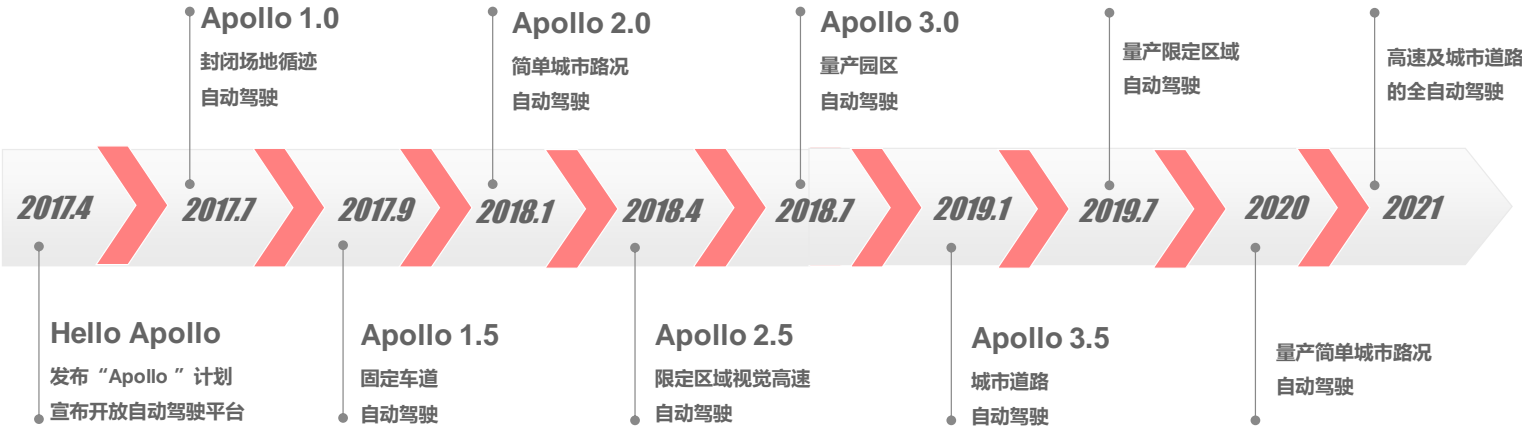 Apollo 1.0
封闭场地循迹
自动驾驶
Apollo 2.0
简单城市路况
自动驾驶
Apollo 3.0
量产园区
自动驾驶
量产限定区域
自动驾驶
高速及城市道路
的全自动驾驶
2017.4
2017.7
2017.9
2018.1
2018.4
2018.7
2019.1
2019.7
2020
2021
Hello Apollo
发布“Apollo ”计划
宣布开放自动驾驶平台
Apollo 1.5
固定车道
自动驾驶
Apollo 2.5
限定区域视觉高速
自动驾驶
Apollo 3.5
城市道路
自动驾驶
量产简单城市路况
自动驾驶